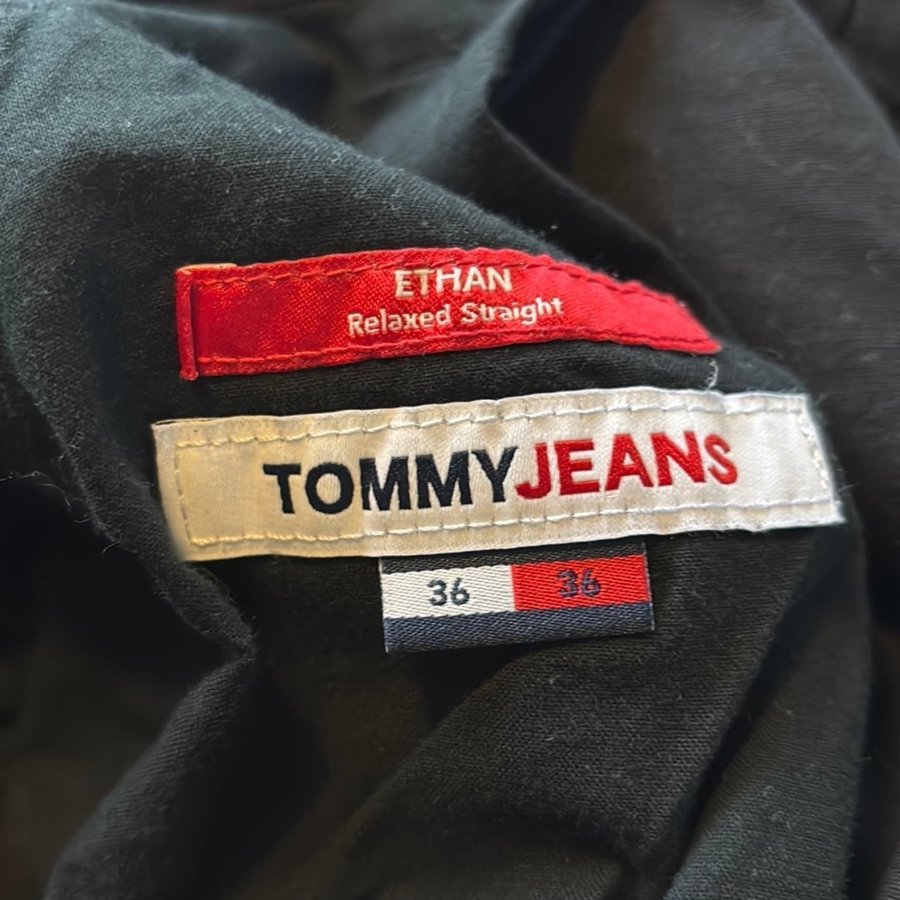 ETHAN
Relaxed Straight
TOMMYJEANS
36 36